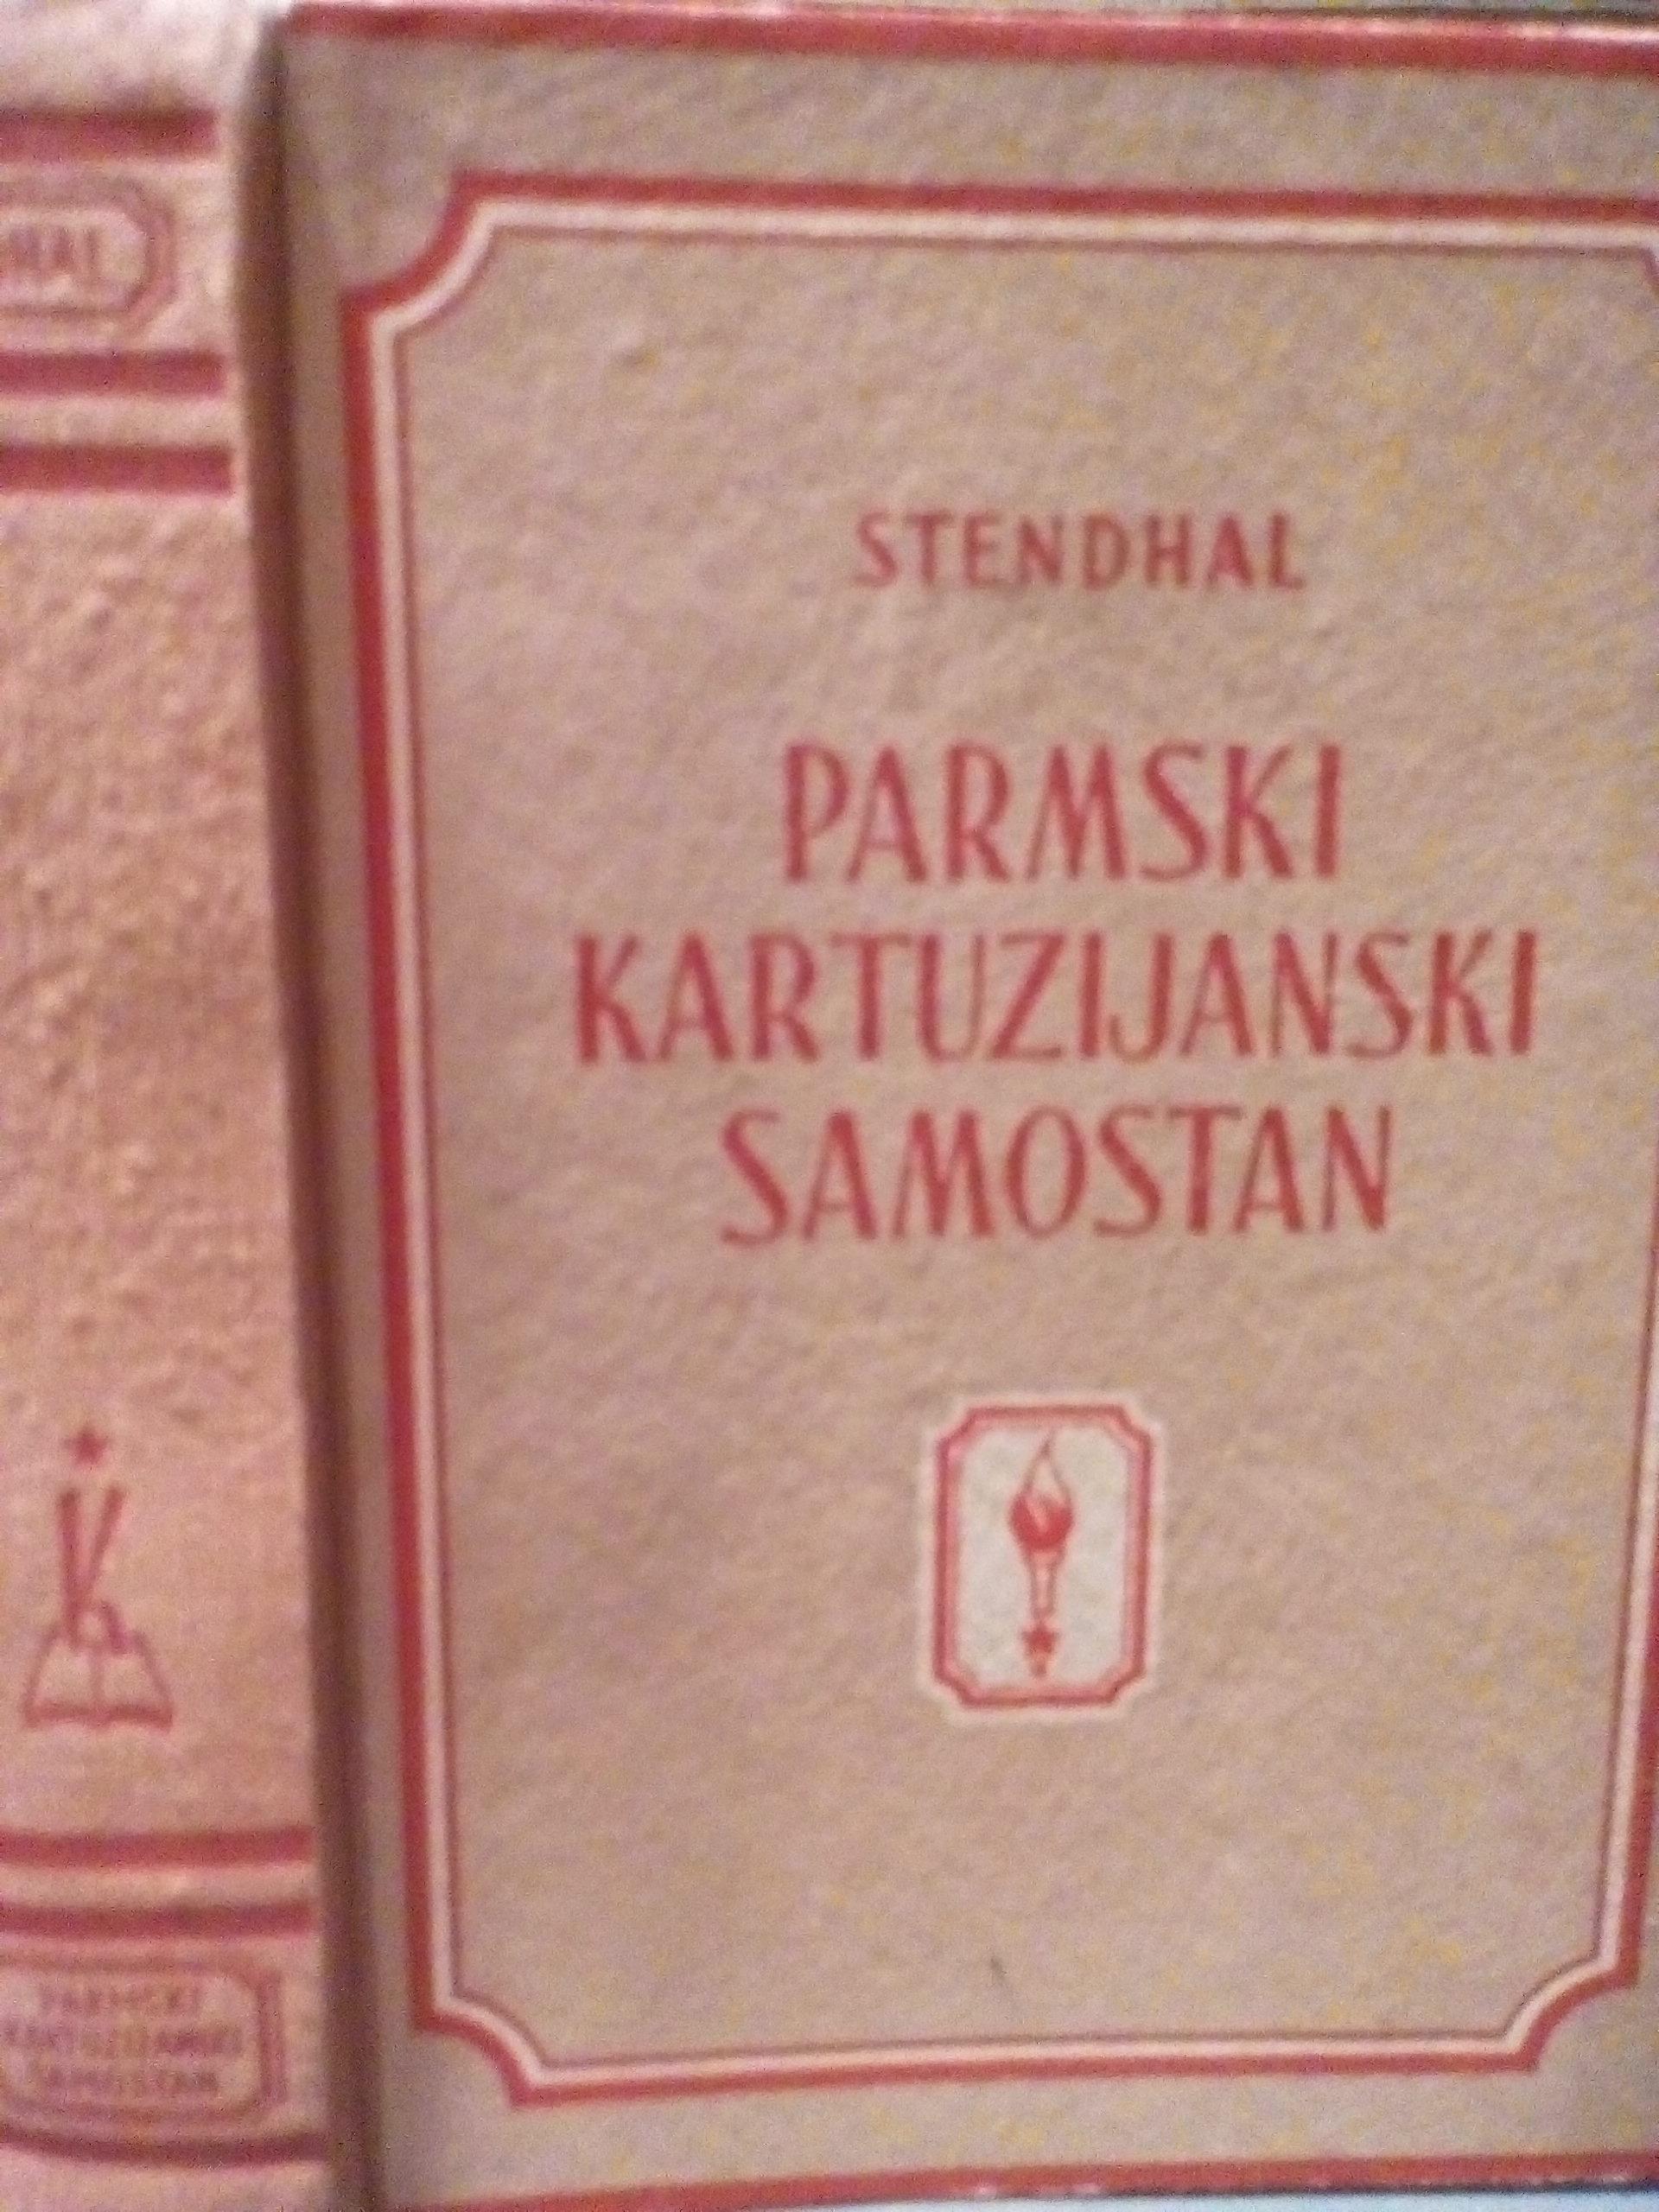 HAL
STENDHAL
PARMSKI
KARTUZIJANSKI
SAMOSTAN
PARMSKI
KARTUZIJANSKI
SAMOSTAN